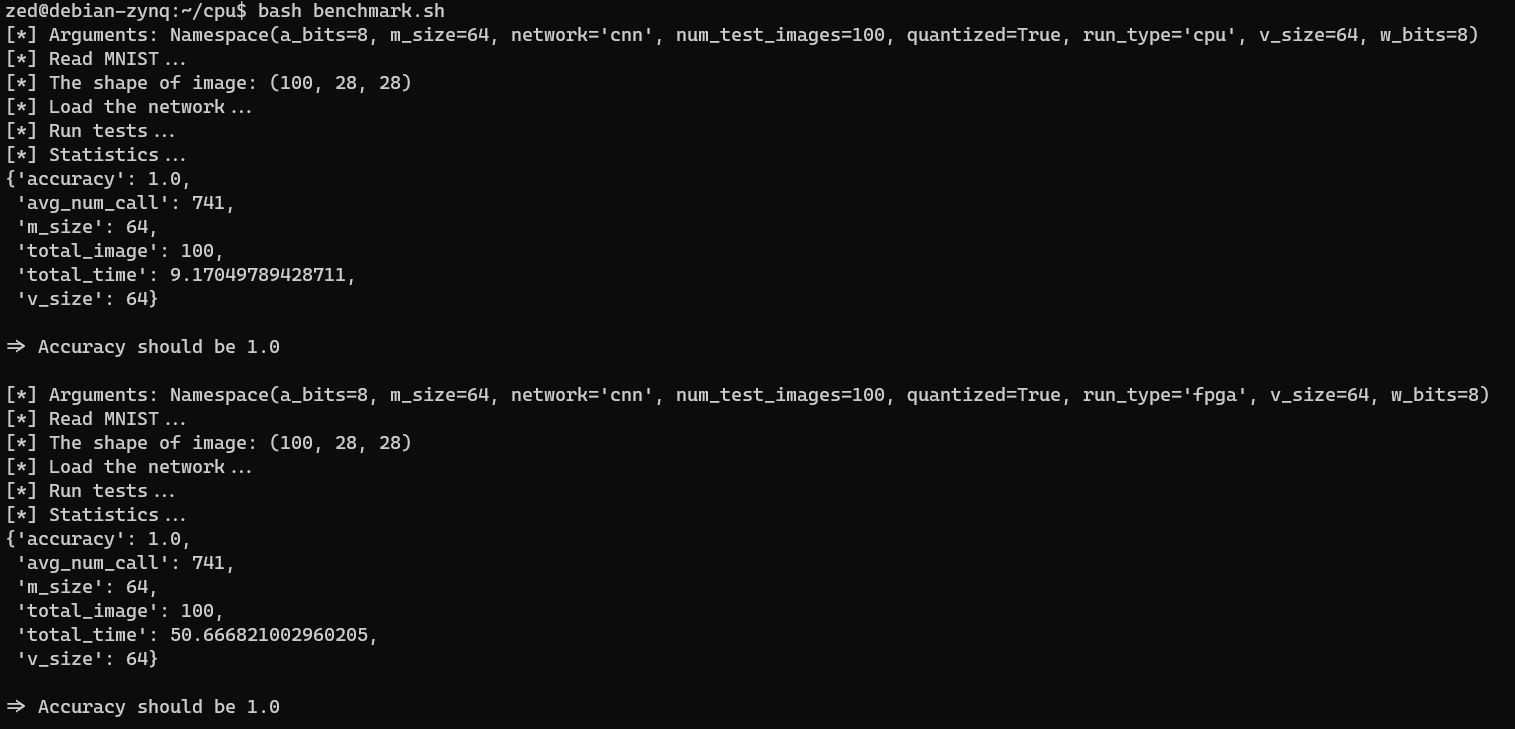 zed@debian-zynq:~/cpu$ bash benchmark.sh
[*] Arguments: Namespace(a_bits=8, m_size=64, network='cnn', num_test_images=100, quantized=True, run_type='cpu', v_size=64, w_bits=8)
[*] Read MNIST...
[*] The shape of image: (100, 28, 28)
[*] Load the network...
[*] Run tests...
[*] Statistics...
{'accuracy': 1.0,
 'avg_num_call': 741,
 'm_size': 64,
 'total_image': 100,
 'total_time': 9.17049789428711,
 'v_size': 64}
=> Accuracy should be 1.0
[*] Arguments: Namespace(a_bits=8, m_size=64, network='cnn', num_test_images=100, quantized=True, run_type='fpga', v_size=64, w_bits=8)
[*] Read MNIST...
[*] The shape of image: (100, 28, 28)
[*] Load the network...
[*] Run tests...
[*] Statistics...
{'accuracy': 1.0,
 'avg_num_call': 741,
 'm_size': 64,
 'total_image': 100,
 'total_time': 50.666821002960205,
 'v_size': 64}
=> Accuracy should be 1.0